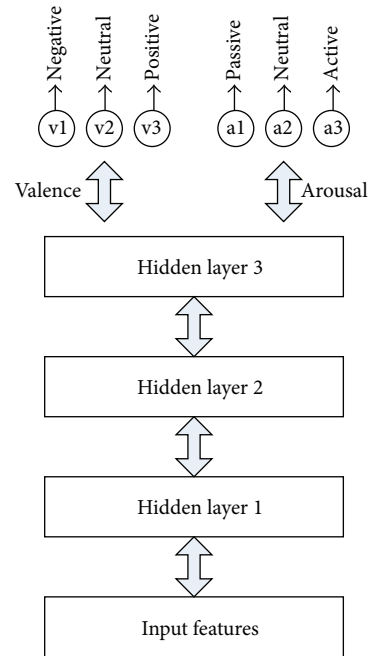 Negative
Neutral
Positive
Passive
Neutral
Active
v1
v2
v3
a1
a2
a3
Valence
Arousal
Hidden layer 3
Hidden layer 2
Hidden layer 1
Input features